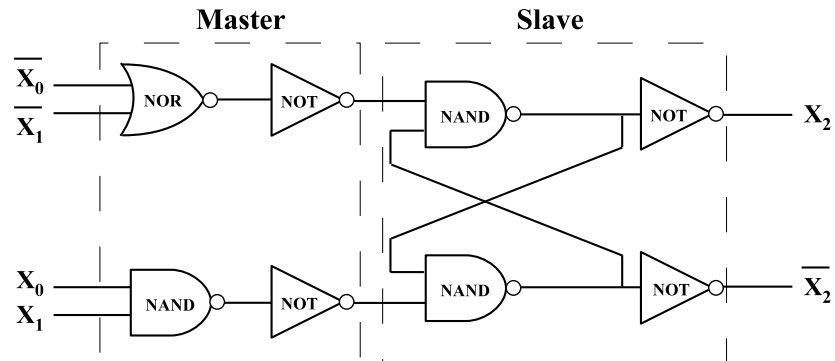 Master Slave
X̅₀
X̅₁
NOR NOT NAND NOT X₂
X₀
X₁
NAND NOT NAND NOT X̅₂